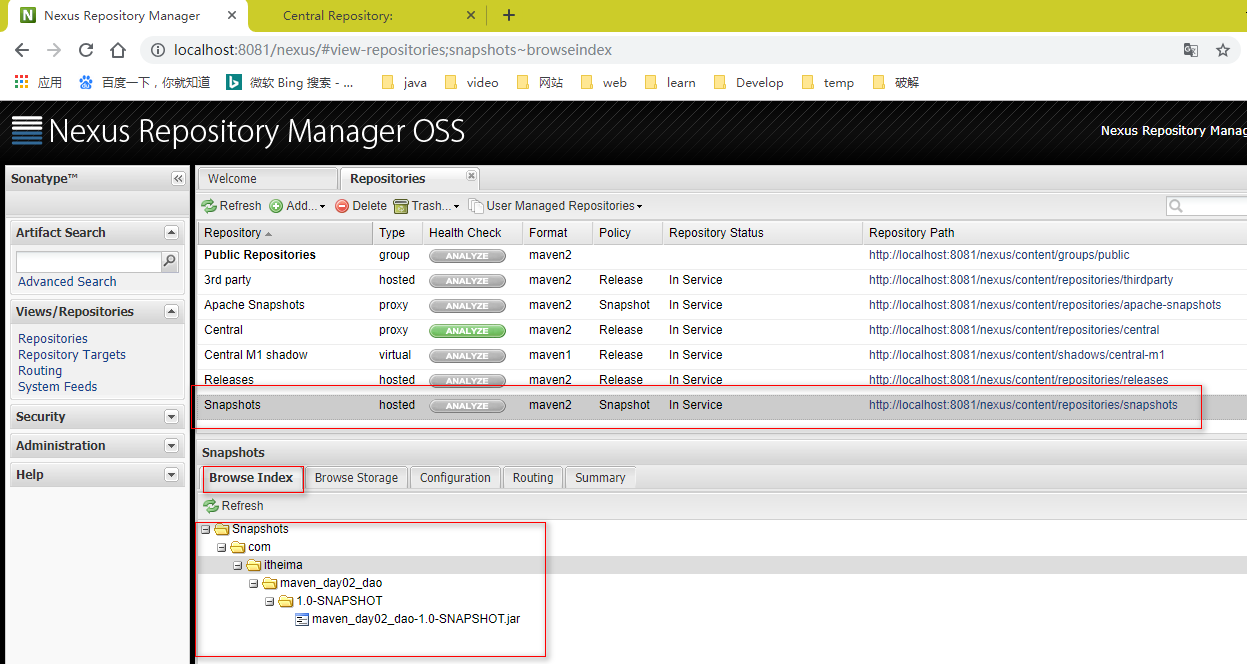 Nexus Repository Manager
Central Repository:
localhost:8081/nexus/#view-repositories;snapshots~browseindex
应用 百度一下，你就知道 微软 Bing 搜索 - ... java video 网站 web learn Develop temp 破解
Nexus Repository Manager OSS
Nexus Repository Manag
Sonatype™
Welcome Repositories
Refresh Add... Delete Trash... User Managed Repositories
Artifact Search
Advanced Search
Views/Repositories
Repositories
Repository Targets
Routing
System Feeds
Security
Administration
Help
Repository Type Health Check Format Policy Repository Status Repository Path
Public Repositories group ANALYZE maven2 http://localhost:8081/nexus/content/groups/public
3rd party hosted ANALYZE maven2 Release In Service http://localhost:8081/nexus/content/repositories/thirdparty
Apache Snapshots proxy ANALYZE maven2 Snapshot In Service http://localhost:8081/nexus/content/repositories/apache-snapshots
Central proxy ANALYZE maven2 Release In Service http://localhost:8081/nexus/content/repositories/central
Central M1 shadow virtual ANALYZE maven1 Release In Service http://localhost:8081/nexus/content/shadows/central-m1
Releases hosted ANALYZE maven2 Release In Service http://localhost:8081/nexus/content/repositories/releases
Snapshots hosted ANALYZE maven2 Snapshot In Service http://localhost:8081/nexus/content/repositories/snapshots
Snapshots
Browse Index Browse Storage Configuration Routing Summary
Refresh
Snapshots
com
itheima
maven_day02_dao
1.0-SNAPSHOT
maven_day02_dao-1.0-SNAPSHOT.jar